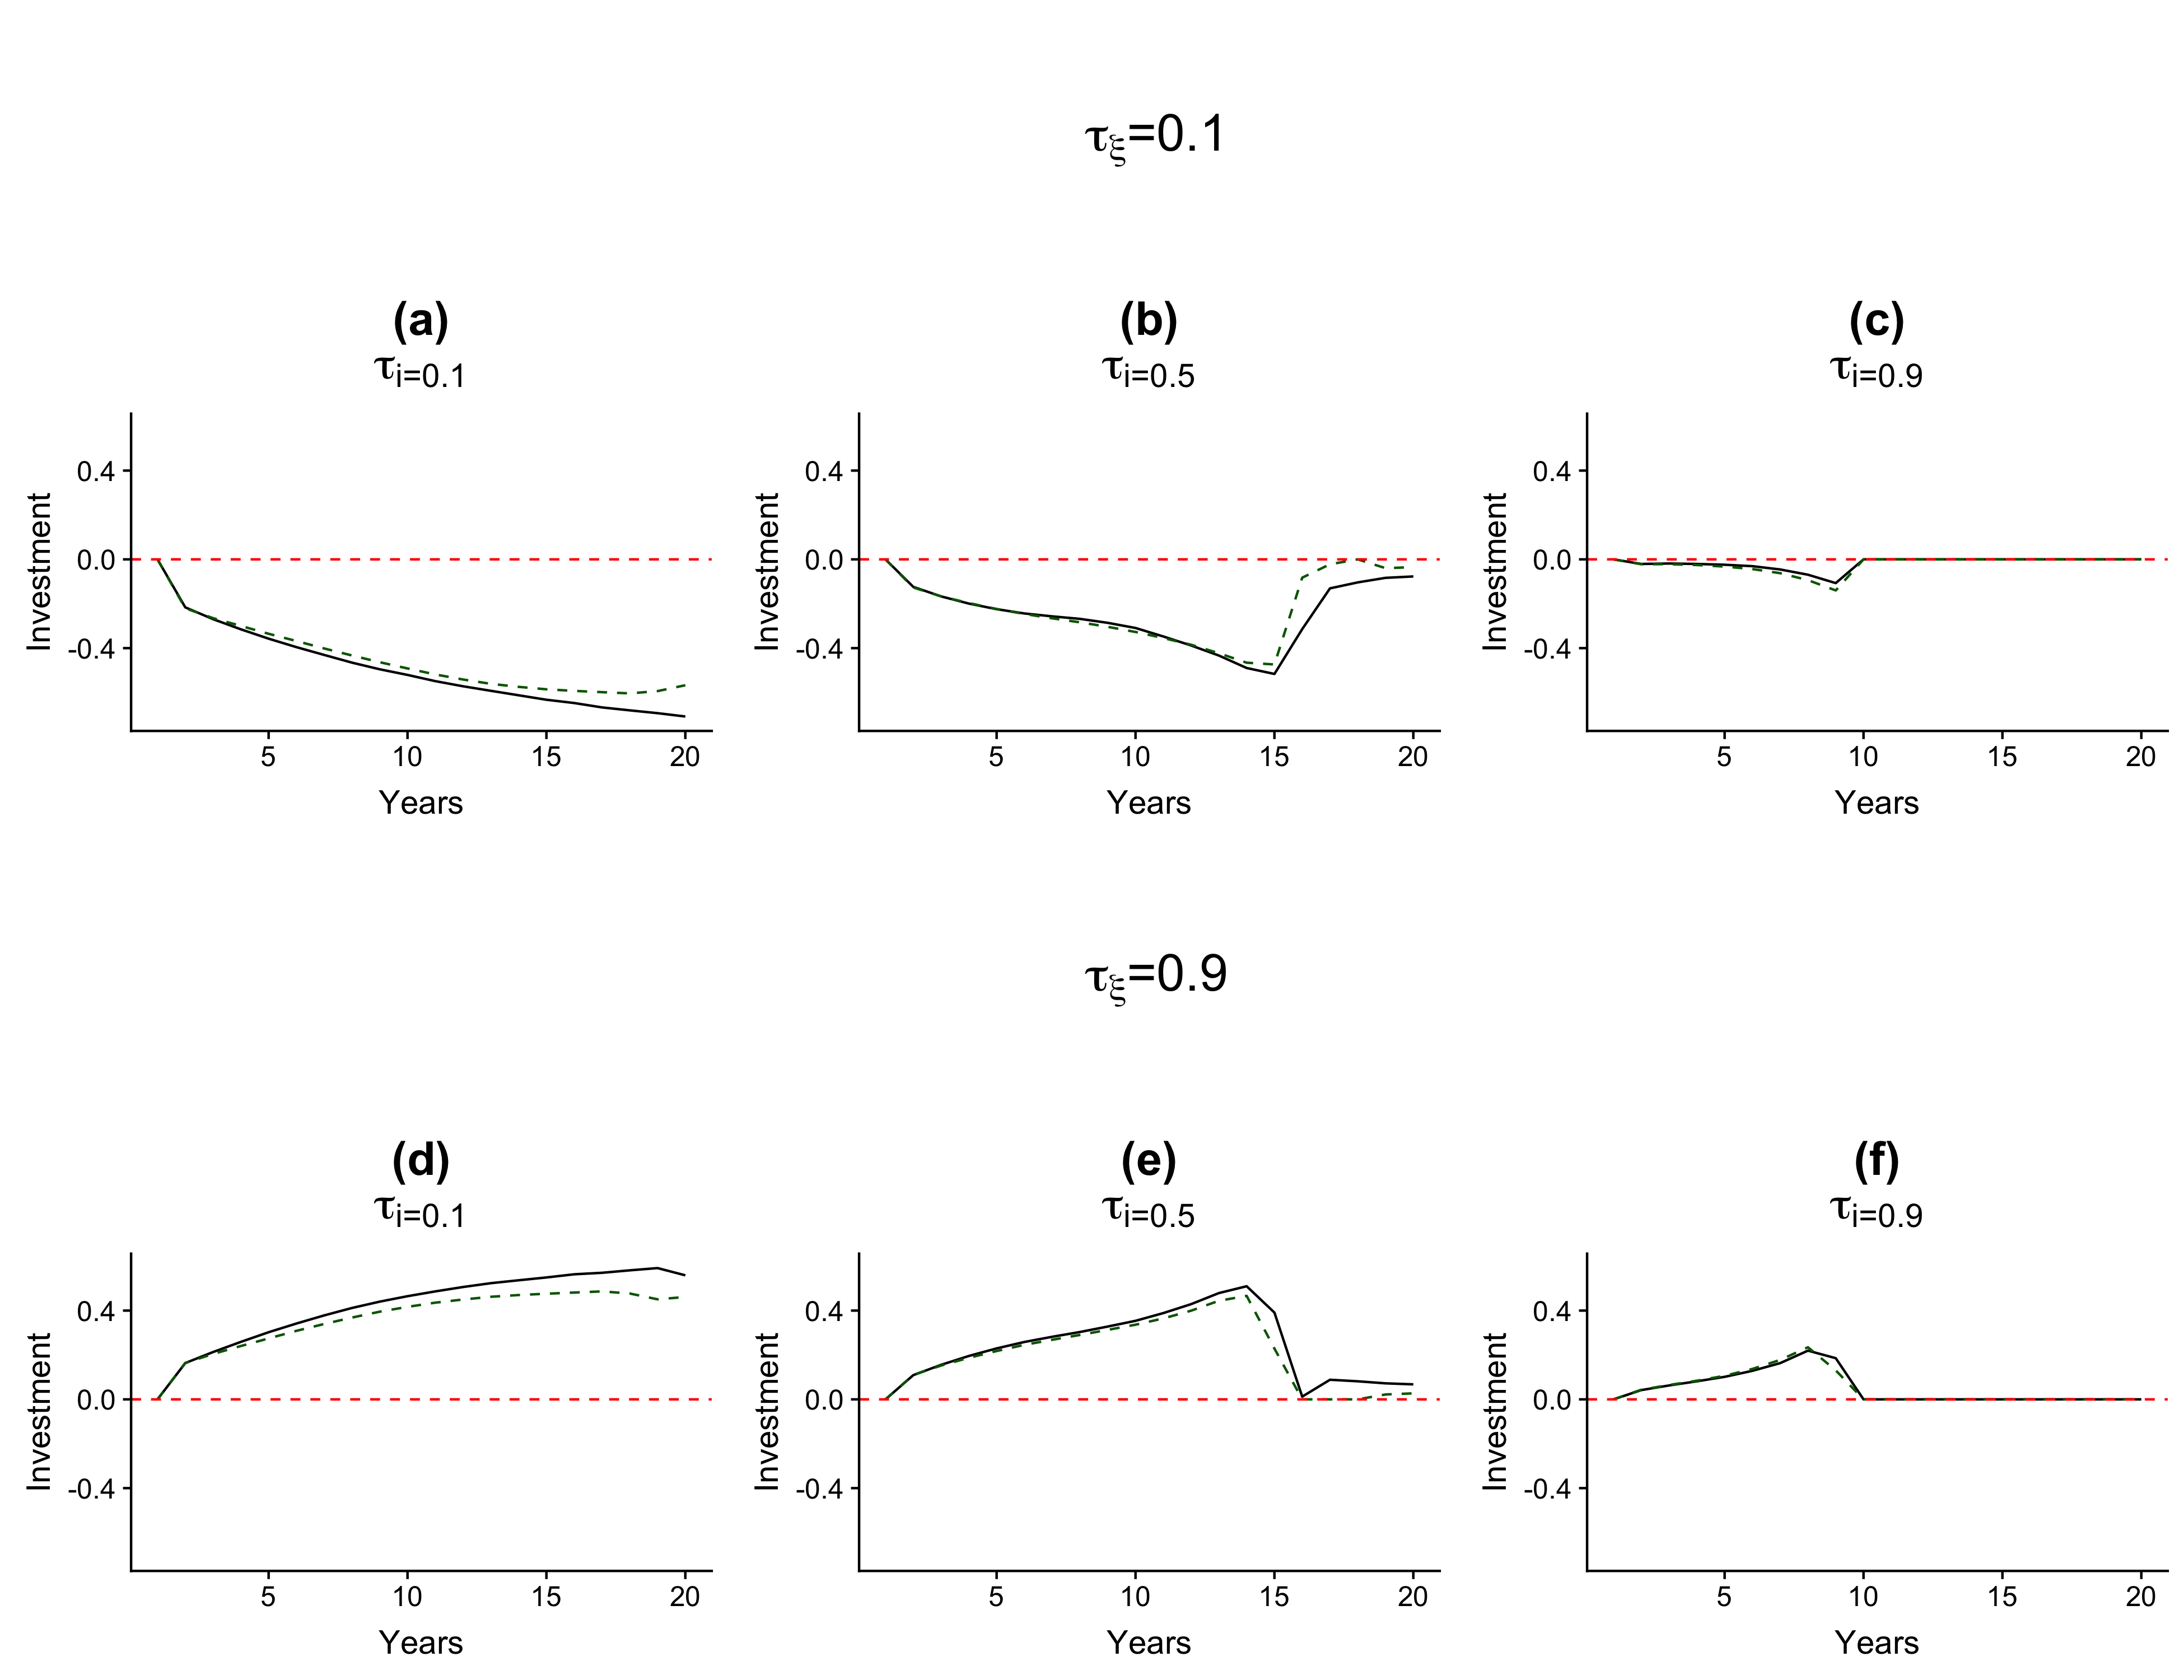 τξ=0.1
(a)
τi=0.1
(b)
τi=0.5
(c)
τi=0.9
Investment
0.4
0.0
-0.4
5 10 15 20
Years
Investment
0.4
0.0
-0.4
5 10 15 20
Years
Investment
0.4
0.0
-0.4
5 10 15 20
Years
τξ=0.9
(d)
τi=0.1
(e)
τi=0.5
(f)
τi=0.9
Investment
0.4
0.0
-0.4
5 10 15 20
Years
Investment
0.4
0.0
-0.4
5 10 15 20
Years
Investment
0.4
0.0
-0.4
5 10 15 20
Years